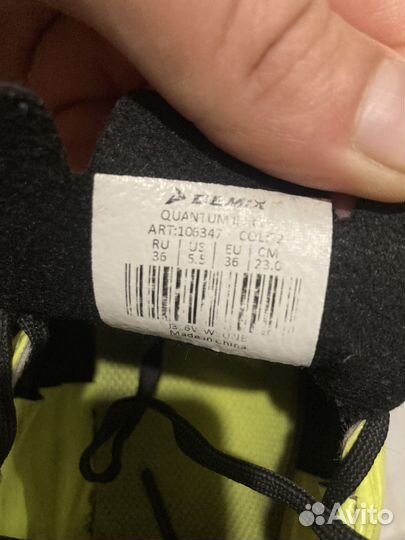 DEMIX
QUANTUM
ART:106347 COL:
RU US EU CM
36 5.5 36 23.0
Made in China
Avito